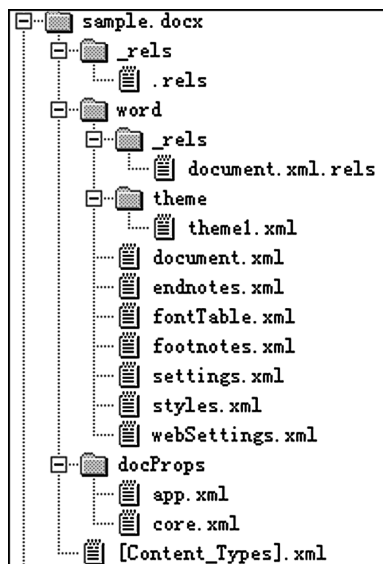 sample.docx
_rels
.rels
word
_rels
document.xml.rels
theme
theme1.xml
document.xml
endnotes.xml
fontTable.xml
footnotes.xml
settings.xml
styles.xml
webSettings.xml
docProps
app.xml
core.xml
[Content_Types].xml